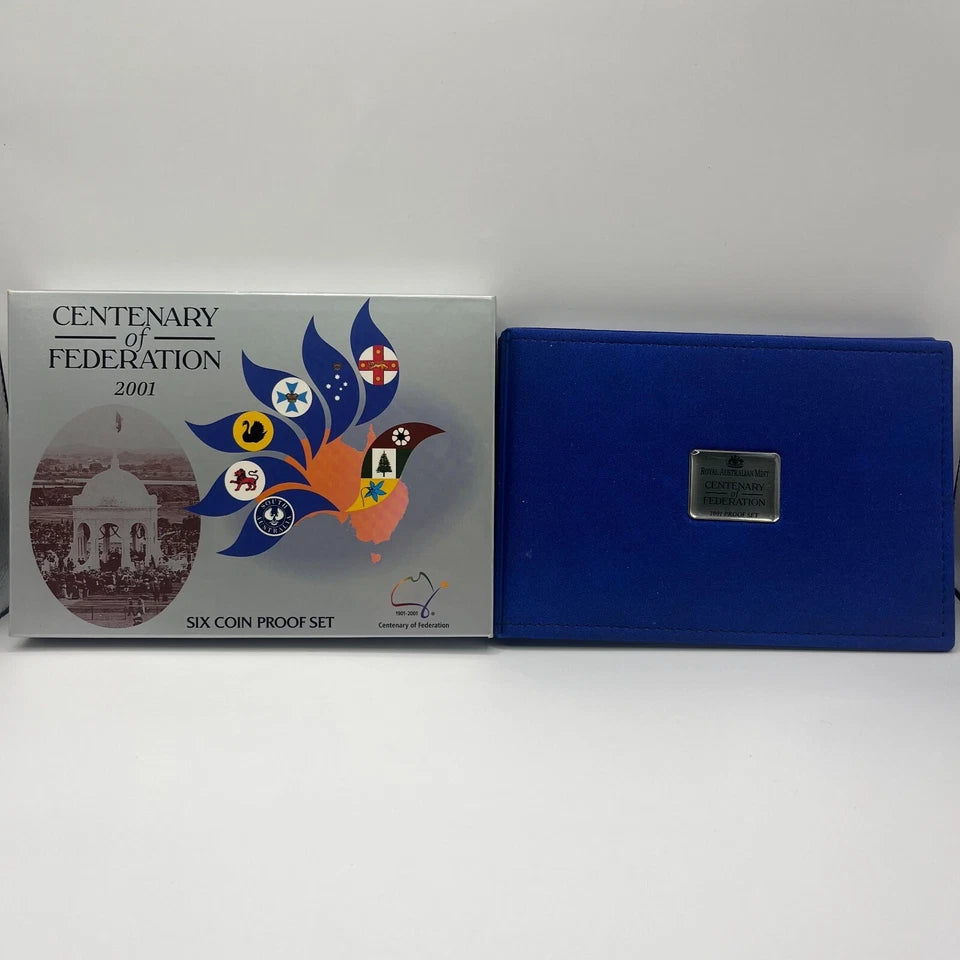 CENTENARY
of
FEDERATION
2001
SOUTH
AUSTRALIA
SIX COIN PROOF SET
1901-2001 ®
Centenary of Federation
ROYAL AUSTRALIAN MINT
CENTENARY
of
FEDERATION
2001 PROOF SET